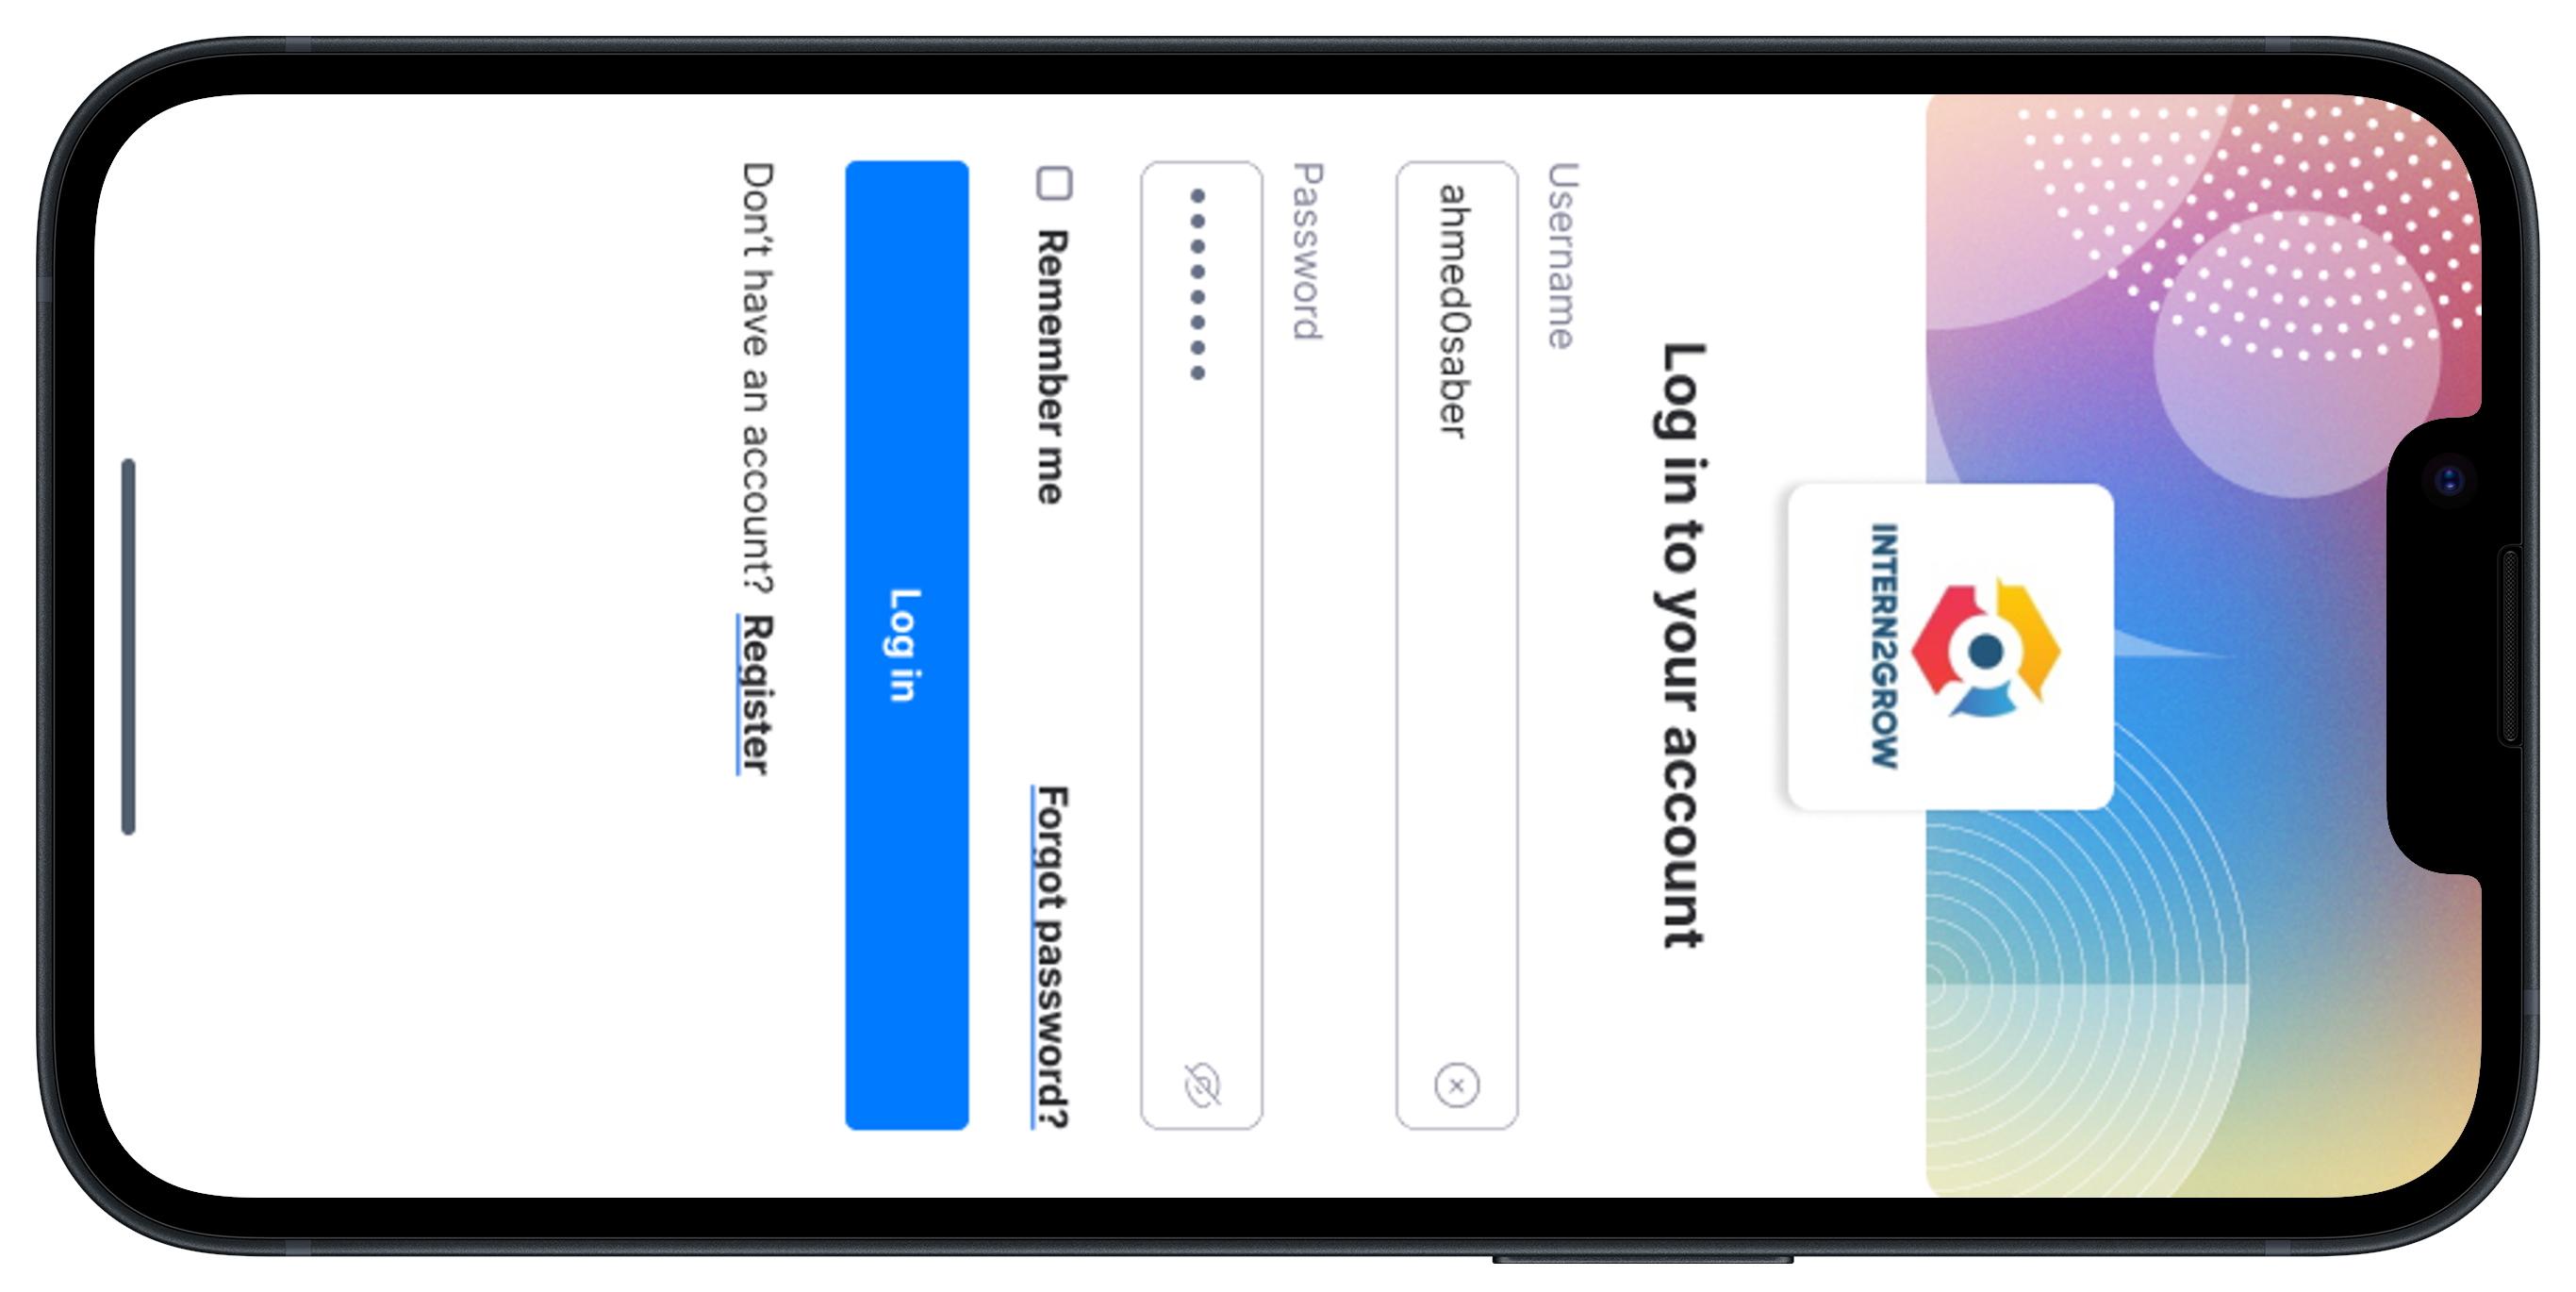 INTERN2GROW
Log in to your account
Username
ahmed0saber
Password
••••••••
Remember me
Forgot password?
Log in
Don't have an account? Register